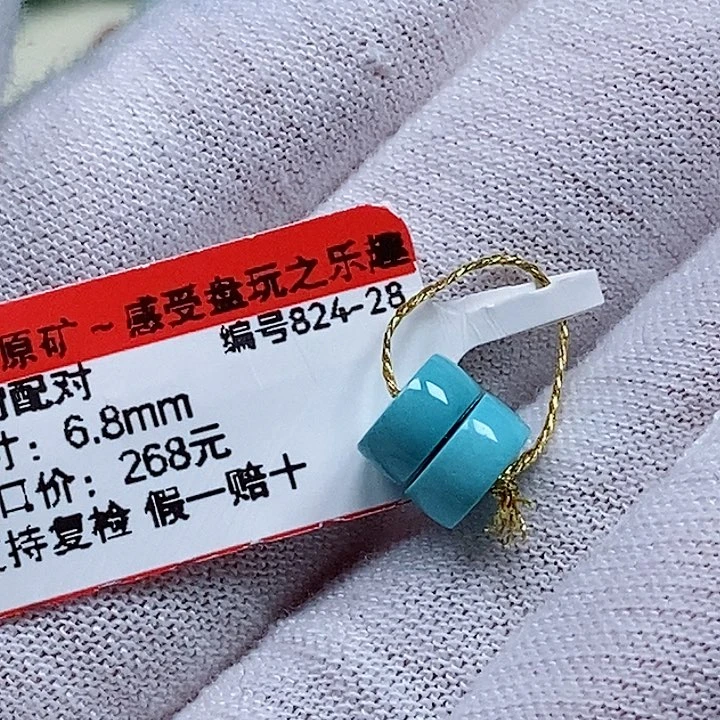 原矿~感受盘玩之乐趣
编号824-28
配对
寸：6.8mm
口价：268元
持复检 假一赔十